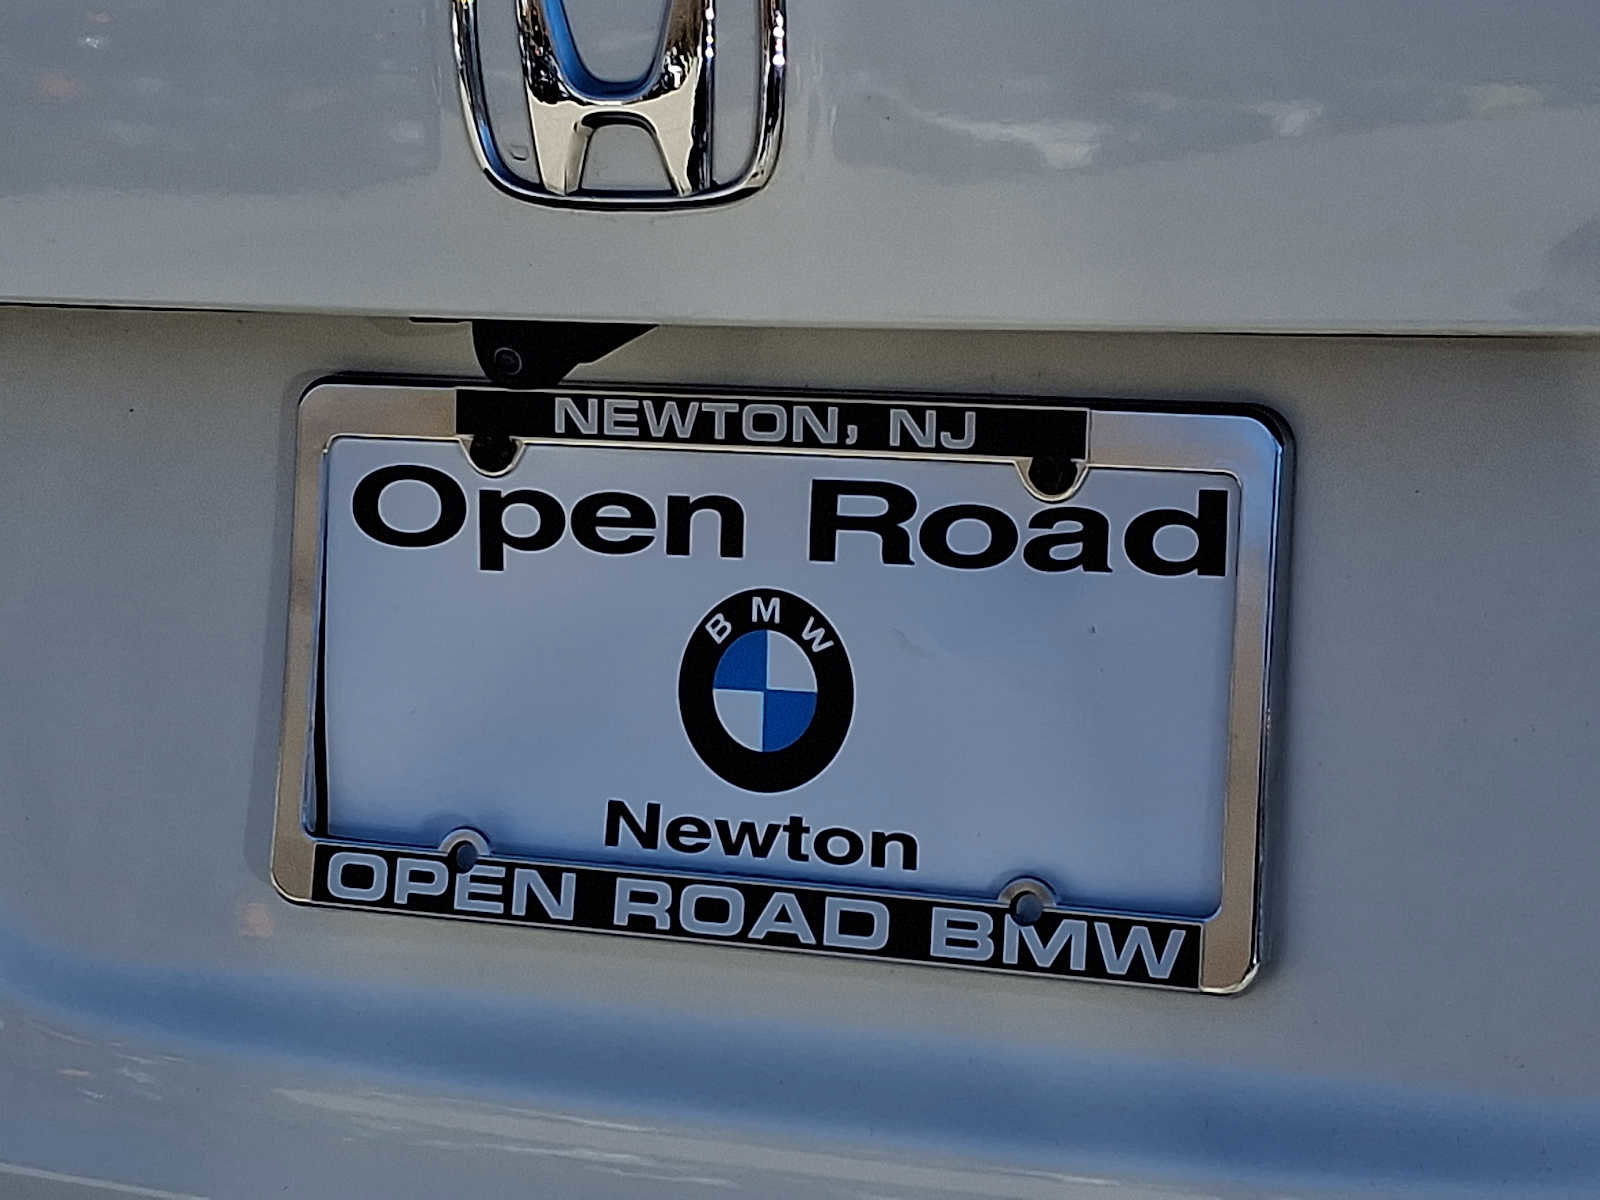 NEWTON, NJ
Open Road
BMW
Newton
OPEN ROAD BMW